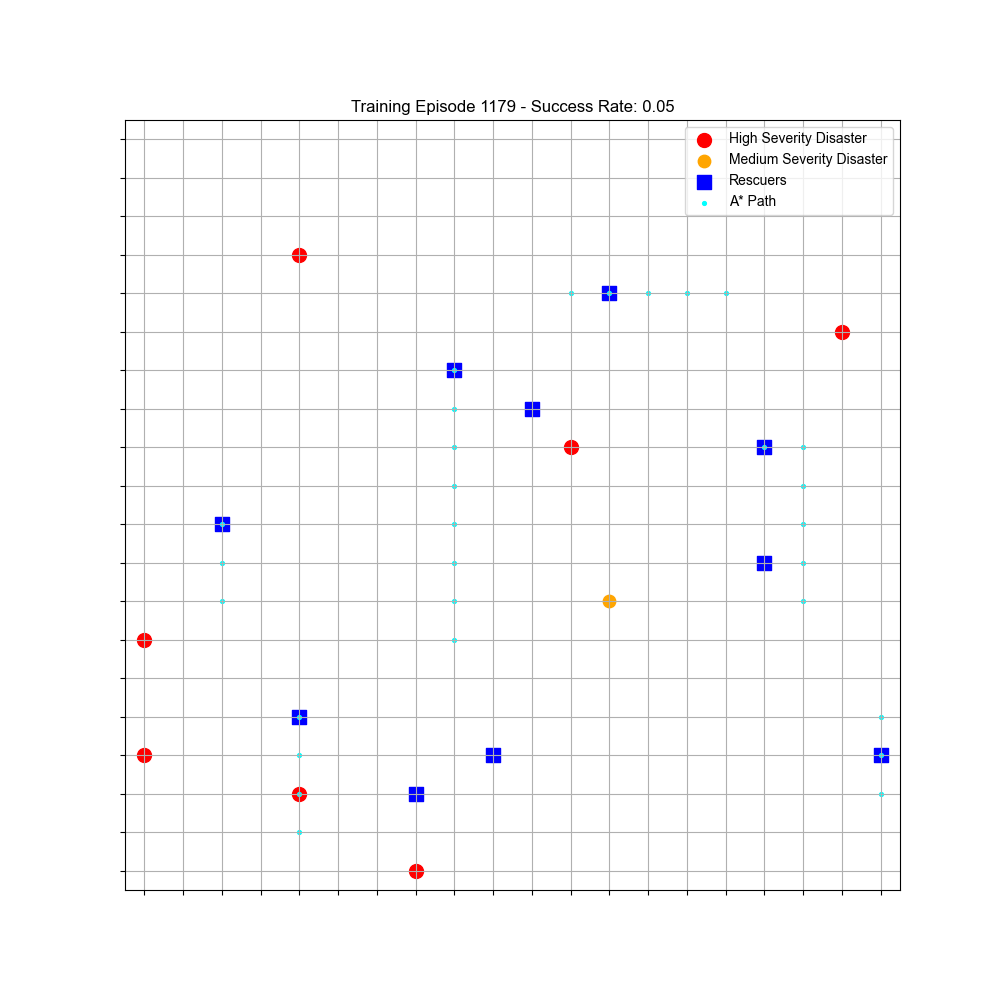 Training Episode 1179 - Success Rate: 0.05
High Severity Disaster
Medium Severity Disaster
Rescuers
A* Path